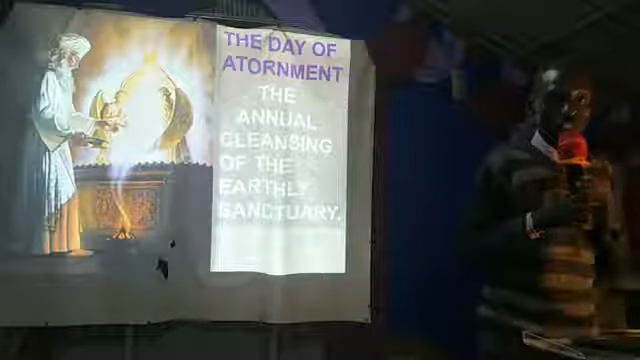 THE DAY OF
ATORNMENT
THE
ANNUAL
CLEANSING
OF THE
EARTHLY
SANCTUARY.